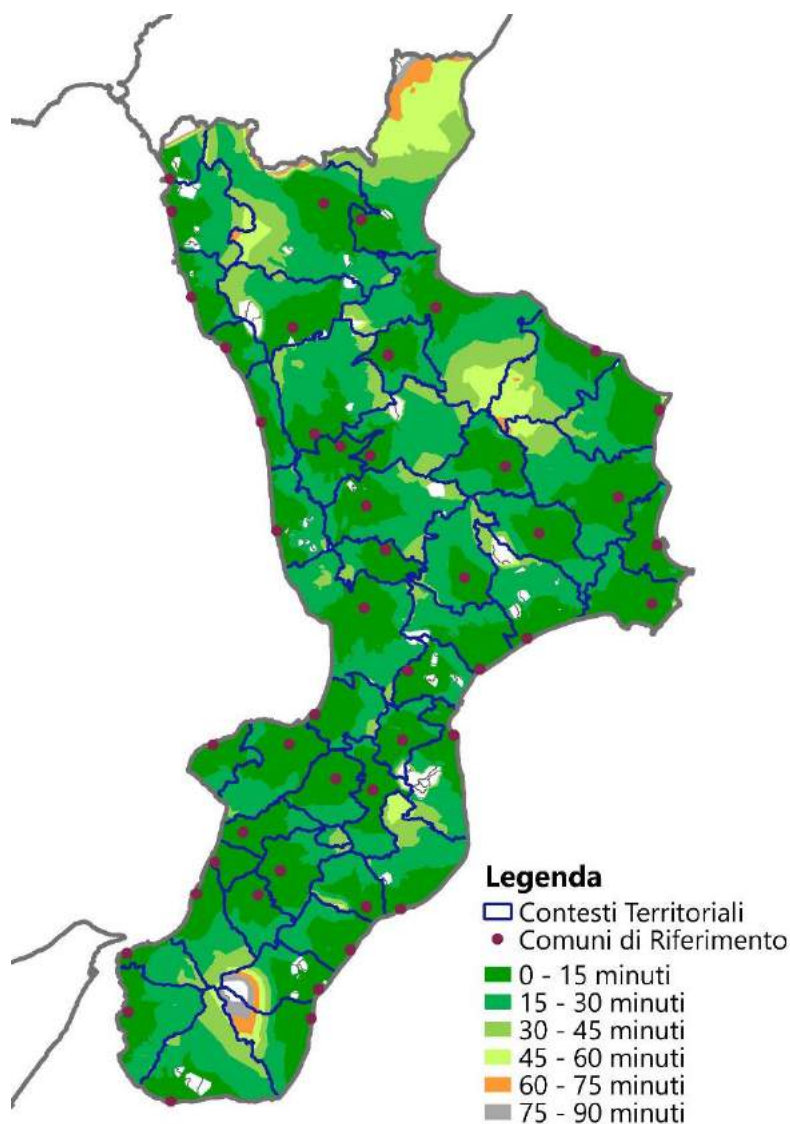 Legenda
Contesti Territoriali
Comuni di Riferimento
0 - 15 minuti
15 - 30 minuti
30 - 45 minuti
45 - 60 minuti
60 - 75 minuti
75 - 90 minuti